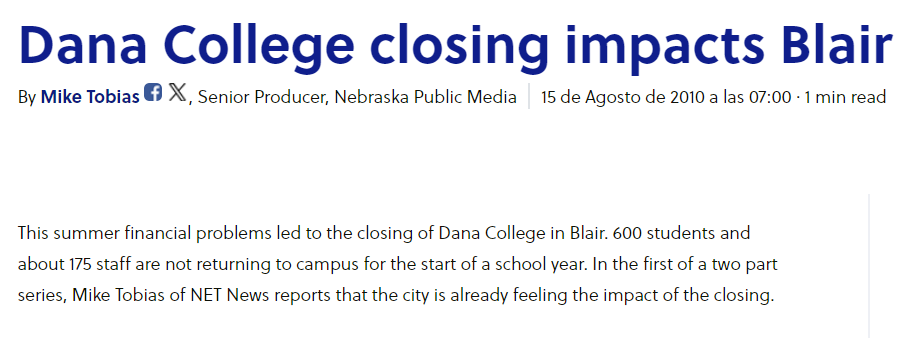 Dana College closing impacts Blair
By Mike Tobias , Senior Producer, Nebraska Public Media 15 de Agosto de 2010 a las 07:00 · 1 min read
This summer financial problems led to the closing of Dana College in Blair. 600 students and
about 175 staff are not returning to campus for the start of a school year. In the first of a two part
series, Mike Tobias of NET News reports that the city is already feeling the impact of the closing.